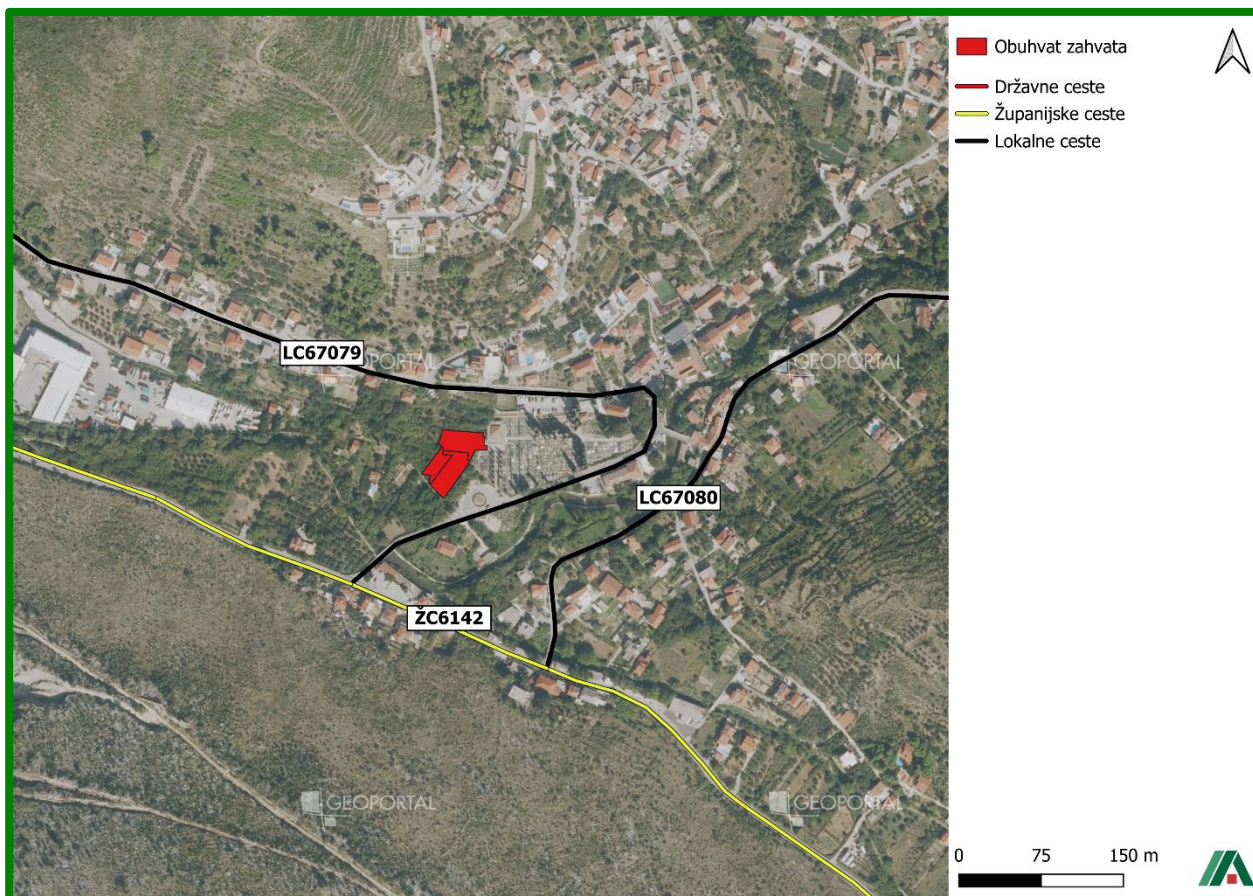 Obuhvat zahvata
Državne ceste
Županijske ceste
Lokalne ceste
LC67079
GEOPORTAL
GEOPORTAL
LC67080
ŽC6142
GEOPORTAL
GEOPORTAL
0 75 150 m